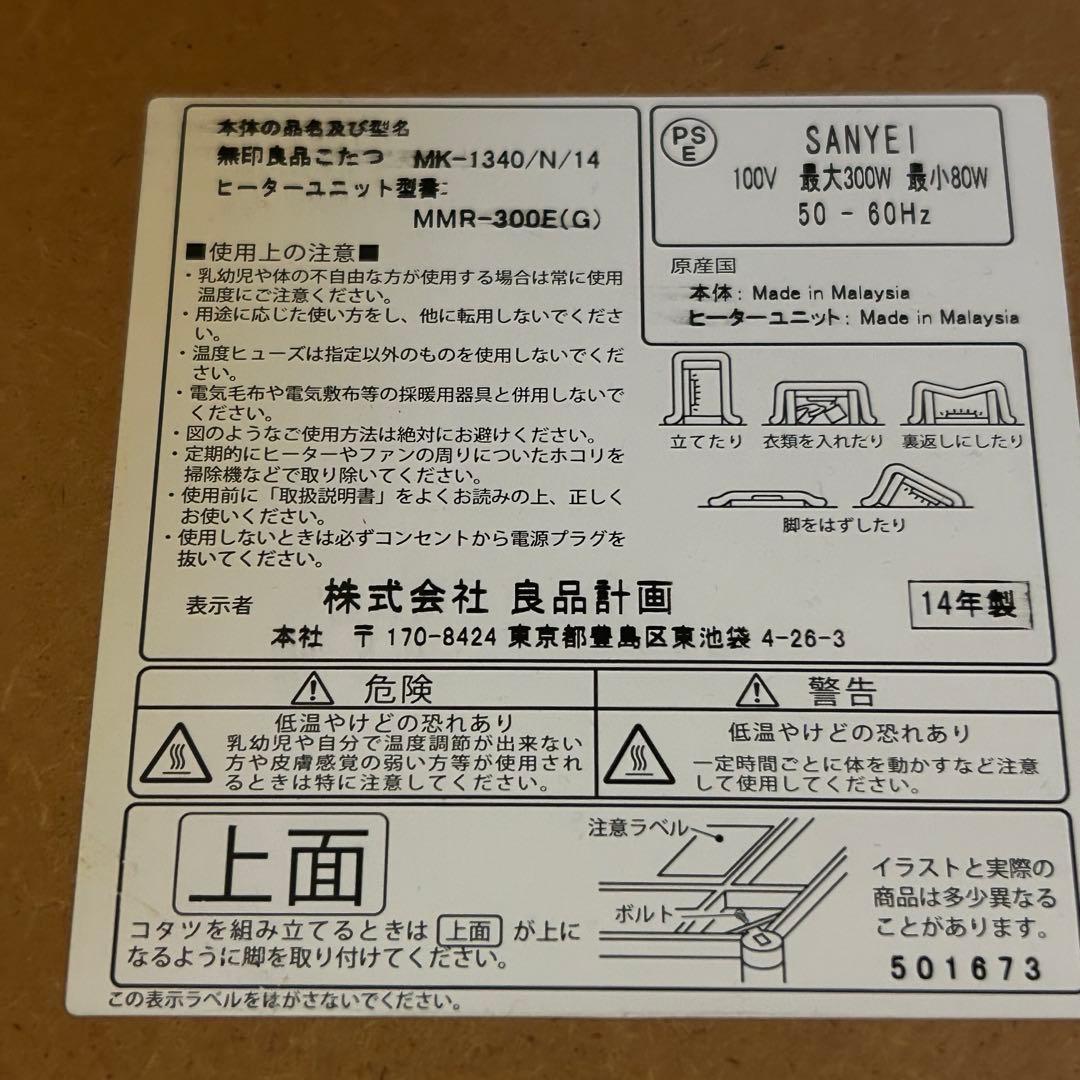 本体の品名及び型名
無印良品こたつ MK-1340/N/14
ヒーターユニット型番:
MMR-300E(G)
■使用上の注意■
・乳幼児や体の不自由な方が使用する場合は常に使用
温度にご注意ください。
・用途に応じた使い方をし、他に転用しないでくださ
い。
・温度ヒューズは指定以外のものを使用しないでくだ
さい。
・電気毛布や電気敷布等の採暖用器具と併用しないで
ください。
・図のようなご使用方法は絶対にお避けください。
・定期的にヒーターやファンの周りについたホコリを
掃除機などで取り除いてください。
・使用前に「取扱説明書」をよくお読みの上、正しく
お使いください。
・使用しないときは必ずコンセントから電源プラグを
抜いてください。
PS
E
SANYEI
100V 最大300W 最小80W
50 - 60Hz
原産国
本体: Made in Malaysia
ヒーターユニット: Made in Malaysia
立てたり 衣類を入れたり 裏返しにしたり
脚をはずしたり
表示者 株式会社 良品計画
14年製
本社 〒170-8424 東京都豊島区東池袋 4-26-3
危険
低温やけどの恐れあり
乳幼児や自分で温度調節が出来ない
方や皮膚感覚の弱い方等が使用され
るときは特に注意してください。
警告
低温やけどの恐れあり
一定時間ごとに体を動かすなど注意
して使用してください。
上面
コタツを組み立てるときは 上面 が上に
なるように脚を取り付けてください。
注意ラベル
ボルト
イラストと実際の
商品は多少異なる
ことがあります。
501673
この表示ラベルをはがさないでください。